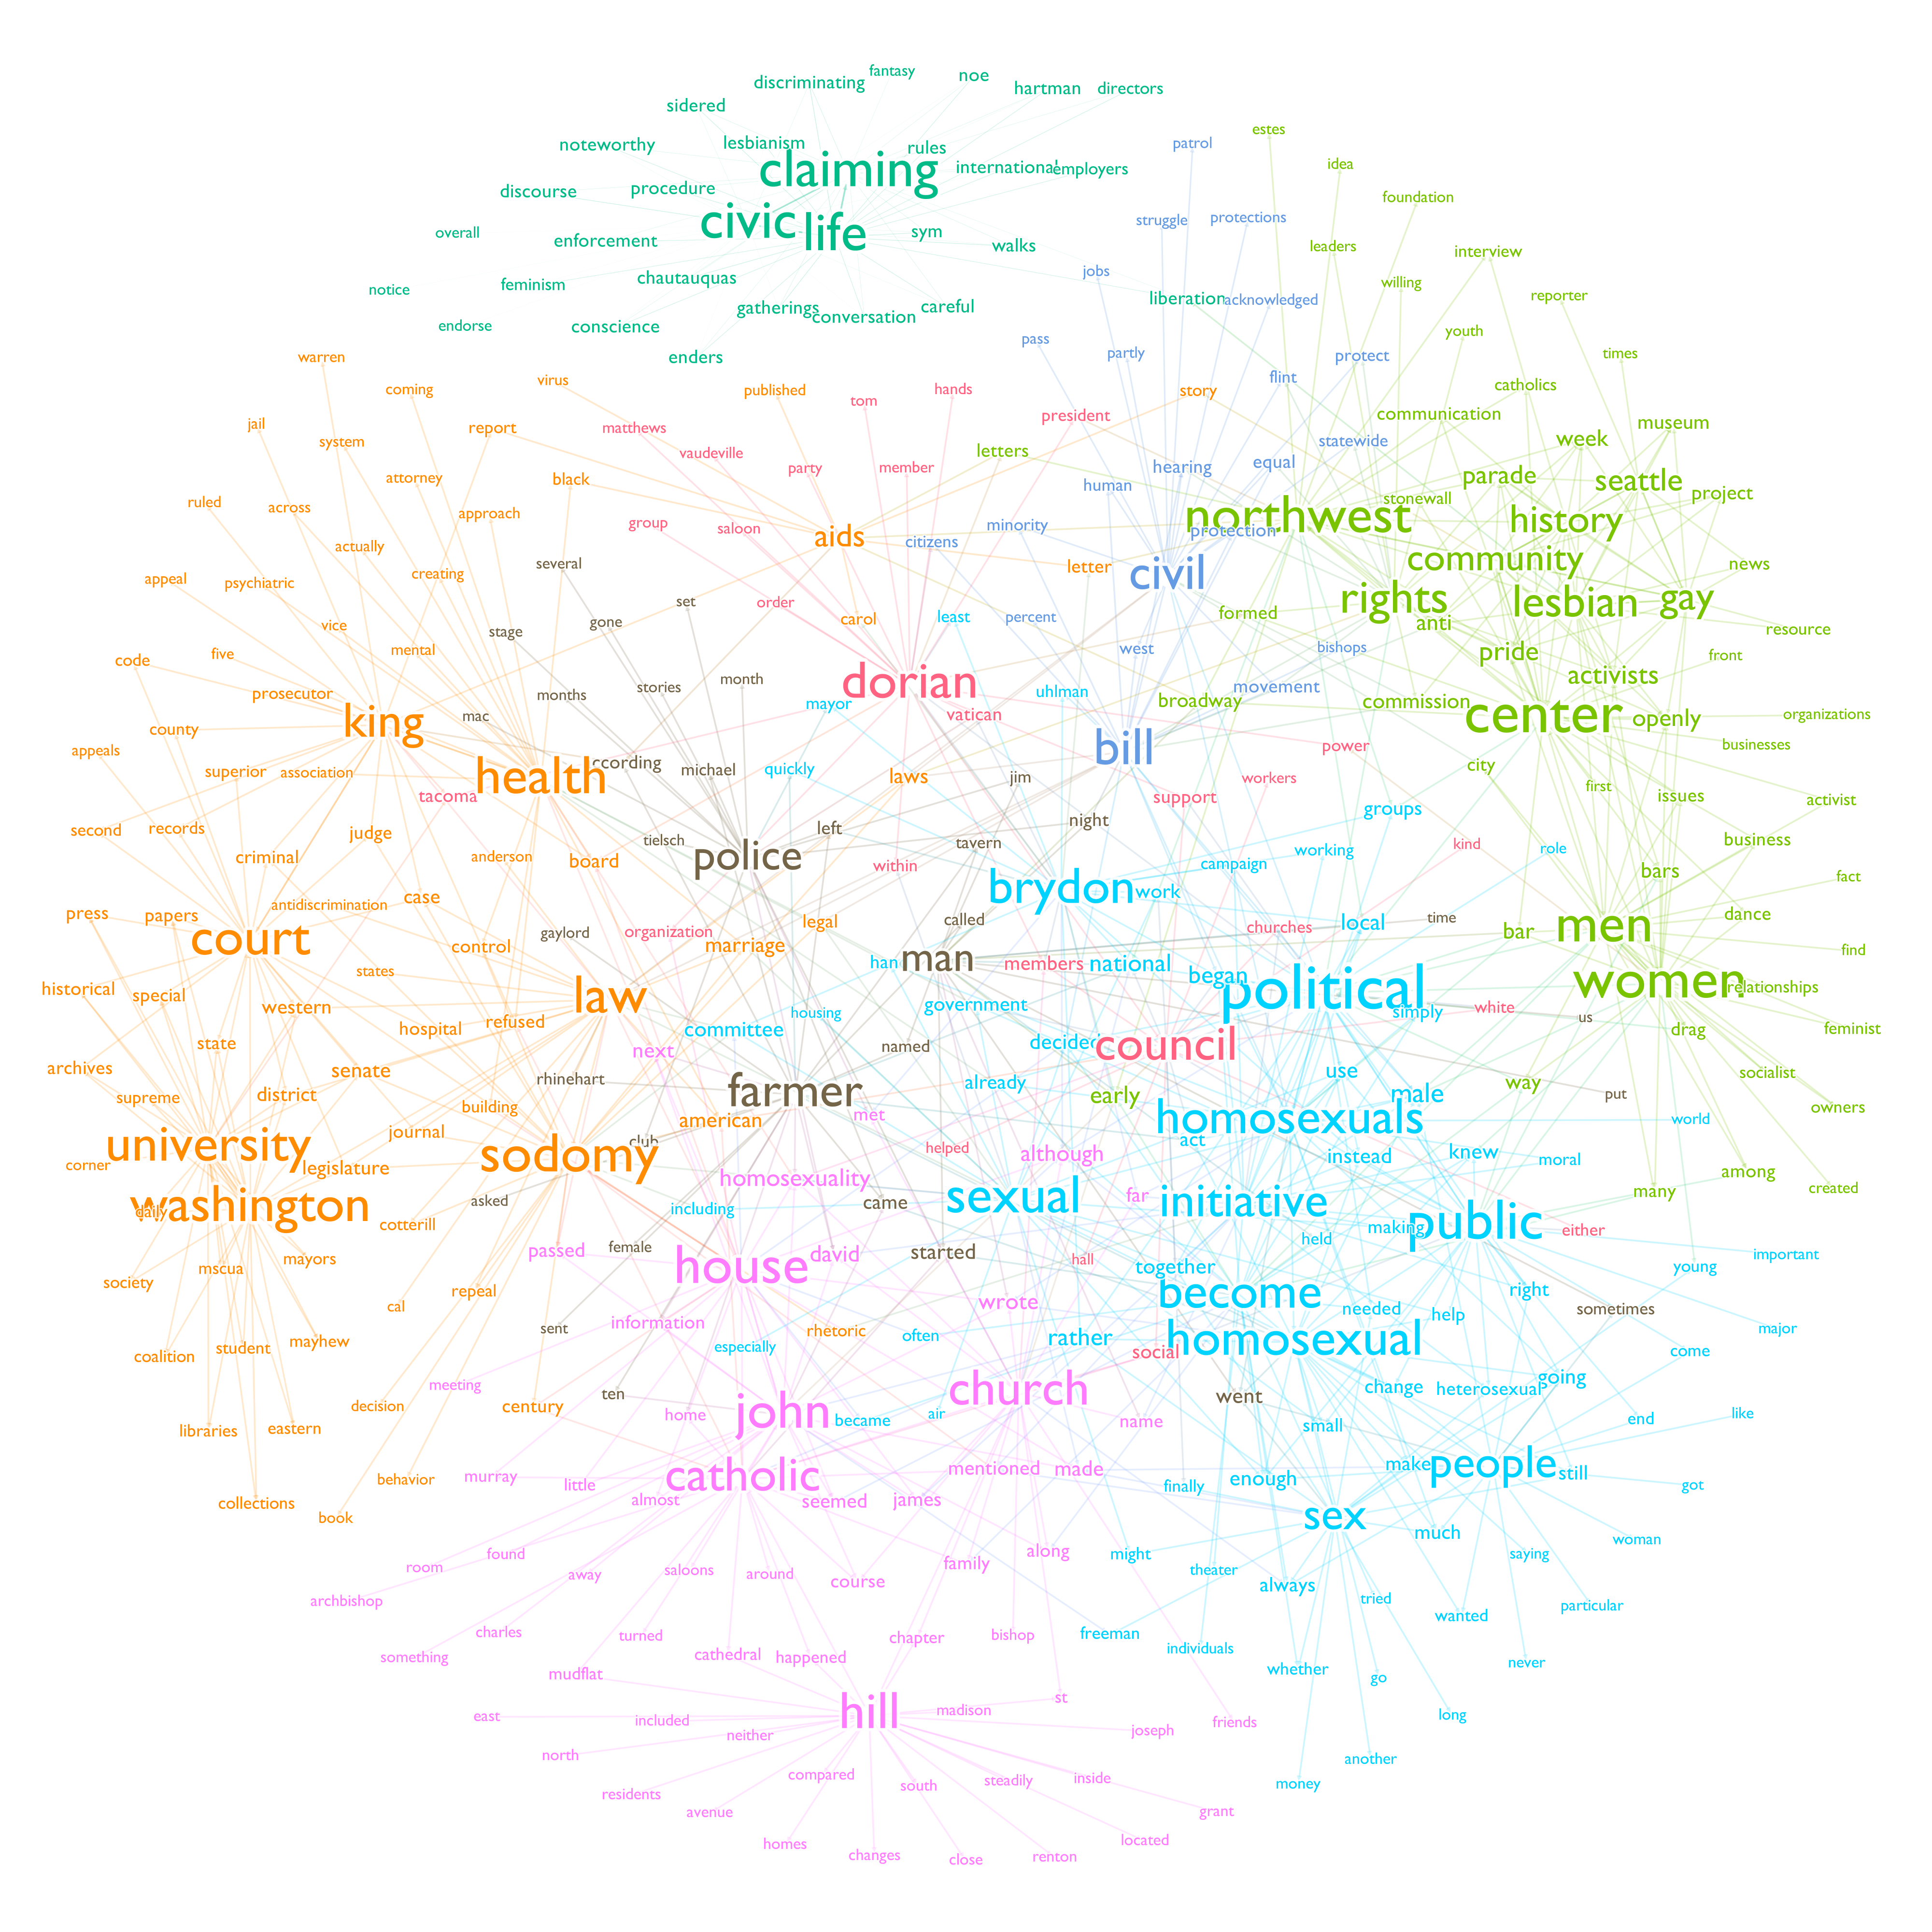 fantasy
noe
discriminating
hartman
directors
sidered
estes
lesbianism
patrol
noteworthy
rules
idea
claiming
international
employers
procedure
discourse
foundation
protections
struggle
civic
life
sym
overall
enforcement
walks
leaders
interview
jobs
chautauquas
willing
feminism
notice
reporter
liberation
acknowledged
careful
gatherings
conversation
endorse
conscience
youth
pass
partly
times
protect
warren
enders
flint
virus
catholics
coming
published
hands
story
tom
communication
president
museum
jail
report
matthews
week
system
statewide
letters
vaudeville
equal
party
member
hearing
parade
attorney
black
seattle
human
project
stonewall
ruled
across
approach
northwest
group
saloon
minority
history
protection
aids
citizens
actually
community
several
letter
news
civil
creating
appeal
psychiatric
rights
lesbian
gay
set
order
formed
least
percent
carol
gone
anti
vice
stage
resource
west
bishops
mental
pride
five
front
code
activists
month
dorian
stories
movement
uhlman
prosecutor
months
broadway
commission
mayor
vatican
mac
king
center
openly
organizations
county
power
businesses
appeals
bill
ccording
city
quickly
michael
superior
association
health
laws
jim
workers
first
tacoma
support
issues
activist
groups
night
second
records
left
judge
tielsch
tavern
kind
business
working
role
criminal
anderson
board
police
campaign
within
bars
fact
brydon
work
case
antidiscrimination
press
papers
legal
called
time
local
dance
churches
men
bar
gaylord
organization
court
control
marriage
find
man
han
members
national
states
began
political
women
relationships
historical
special
law
western
government
housing
simply
white
us
refused
hospital
committee
drag
feminist
state
decided
council
named
next
archives
senate
use
socialist
rhinehart
already
way
farmer
district
supreme
early
male
put
building
owners
met
american
homosexuals
world
journal
club
act
university
helped
although
knew
instead
sodomy
moral
corner
legislature
among
homosexuality
many
created
far
sexual
asked
came
initiative
washington
daily
including
cotterill
public
making
either
held
female
passed
david
started
important
mayors
hall
house
mscua
together
young
society
repeal
right
become
wrote
cal
needed
sometimes
help
information
sent
rhetoric
often
rather
homosexual
major
mayhew
student
especially
social
come
coalition
going
meeting
change
heterosexual
church
ten
went
decision
century
john
home
became
air
name
like
end
small
eastern
libraries
people
make
mentioned
made
still
catholic
murray
behavior
little
enough
finally
got
almost
seemed
james
collections
book
sex
much
woman
found
along
might
saying
family
room
away
saloons
around
theater
course
always
archbishop
tried
particular
wanted
charles
turned
chapter
bishop
freeman
individuals
something
cathedral
happened
never
whether
mudflat
go
st
hill
madison
long
east
included
friends
joseph
neither
north
another
compared
steadily
inside
south
money
residents
avenue
grant
homes
located
changes
close
renton